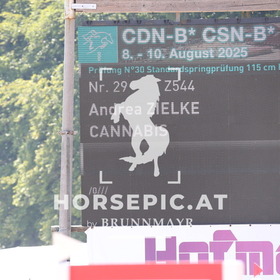 CDN-B* CSN-B*
8. - 10. August 2025
Prüfung N°30 Standardspringprüfung 115 cm
Nr. 29 Z544
Andrea ZIELKE
CANNABIS
HORSEPIC.AT
by BRUNNMAYR